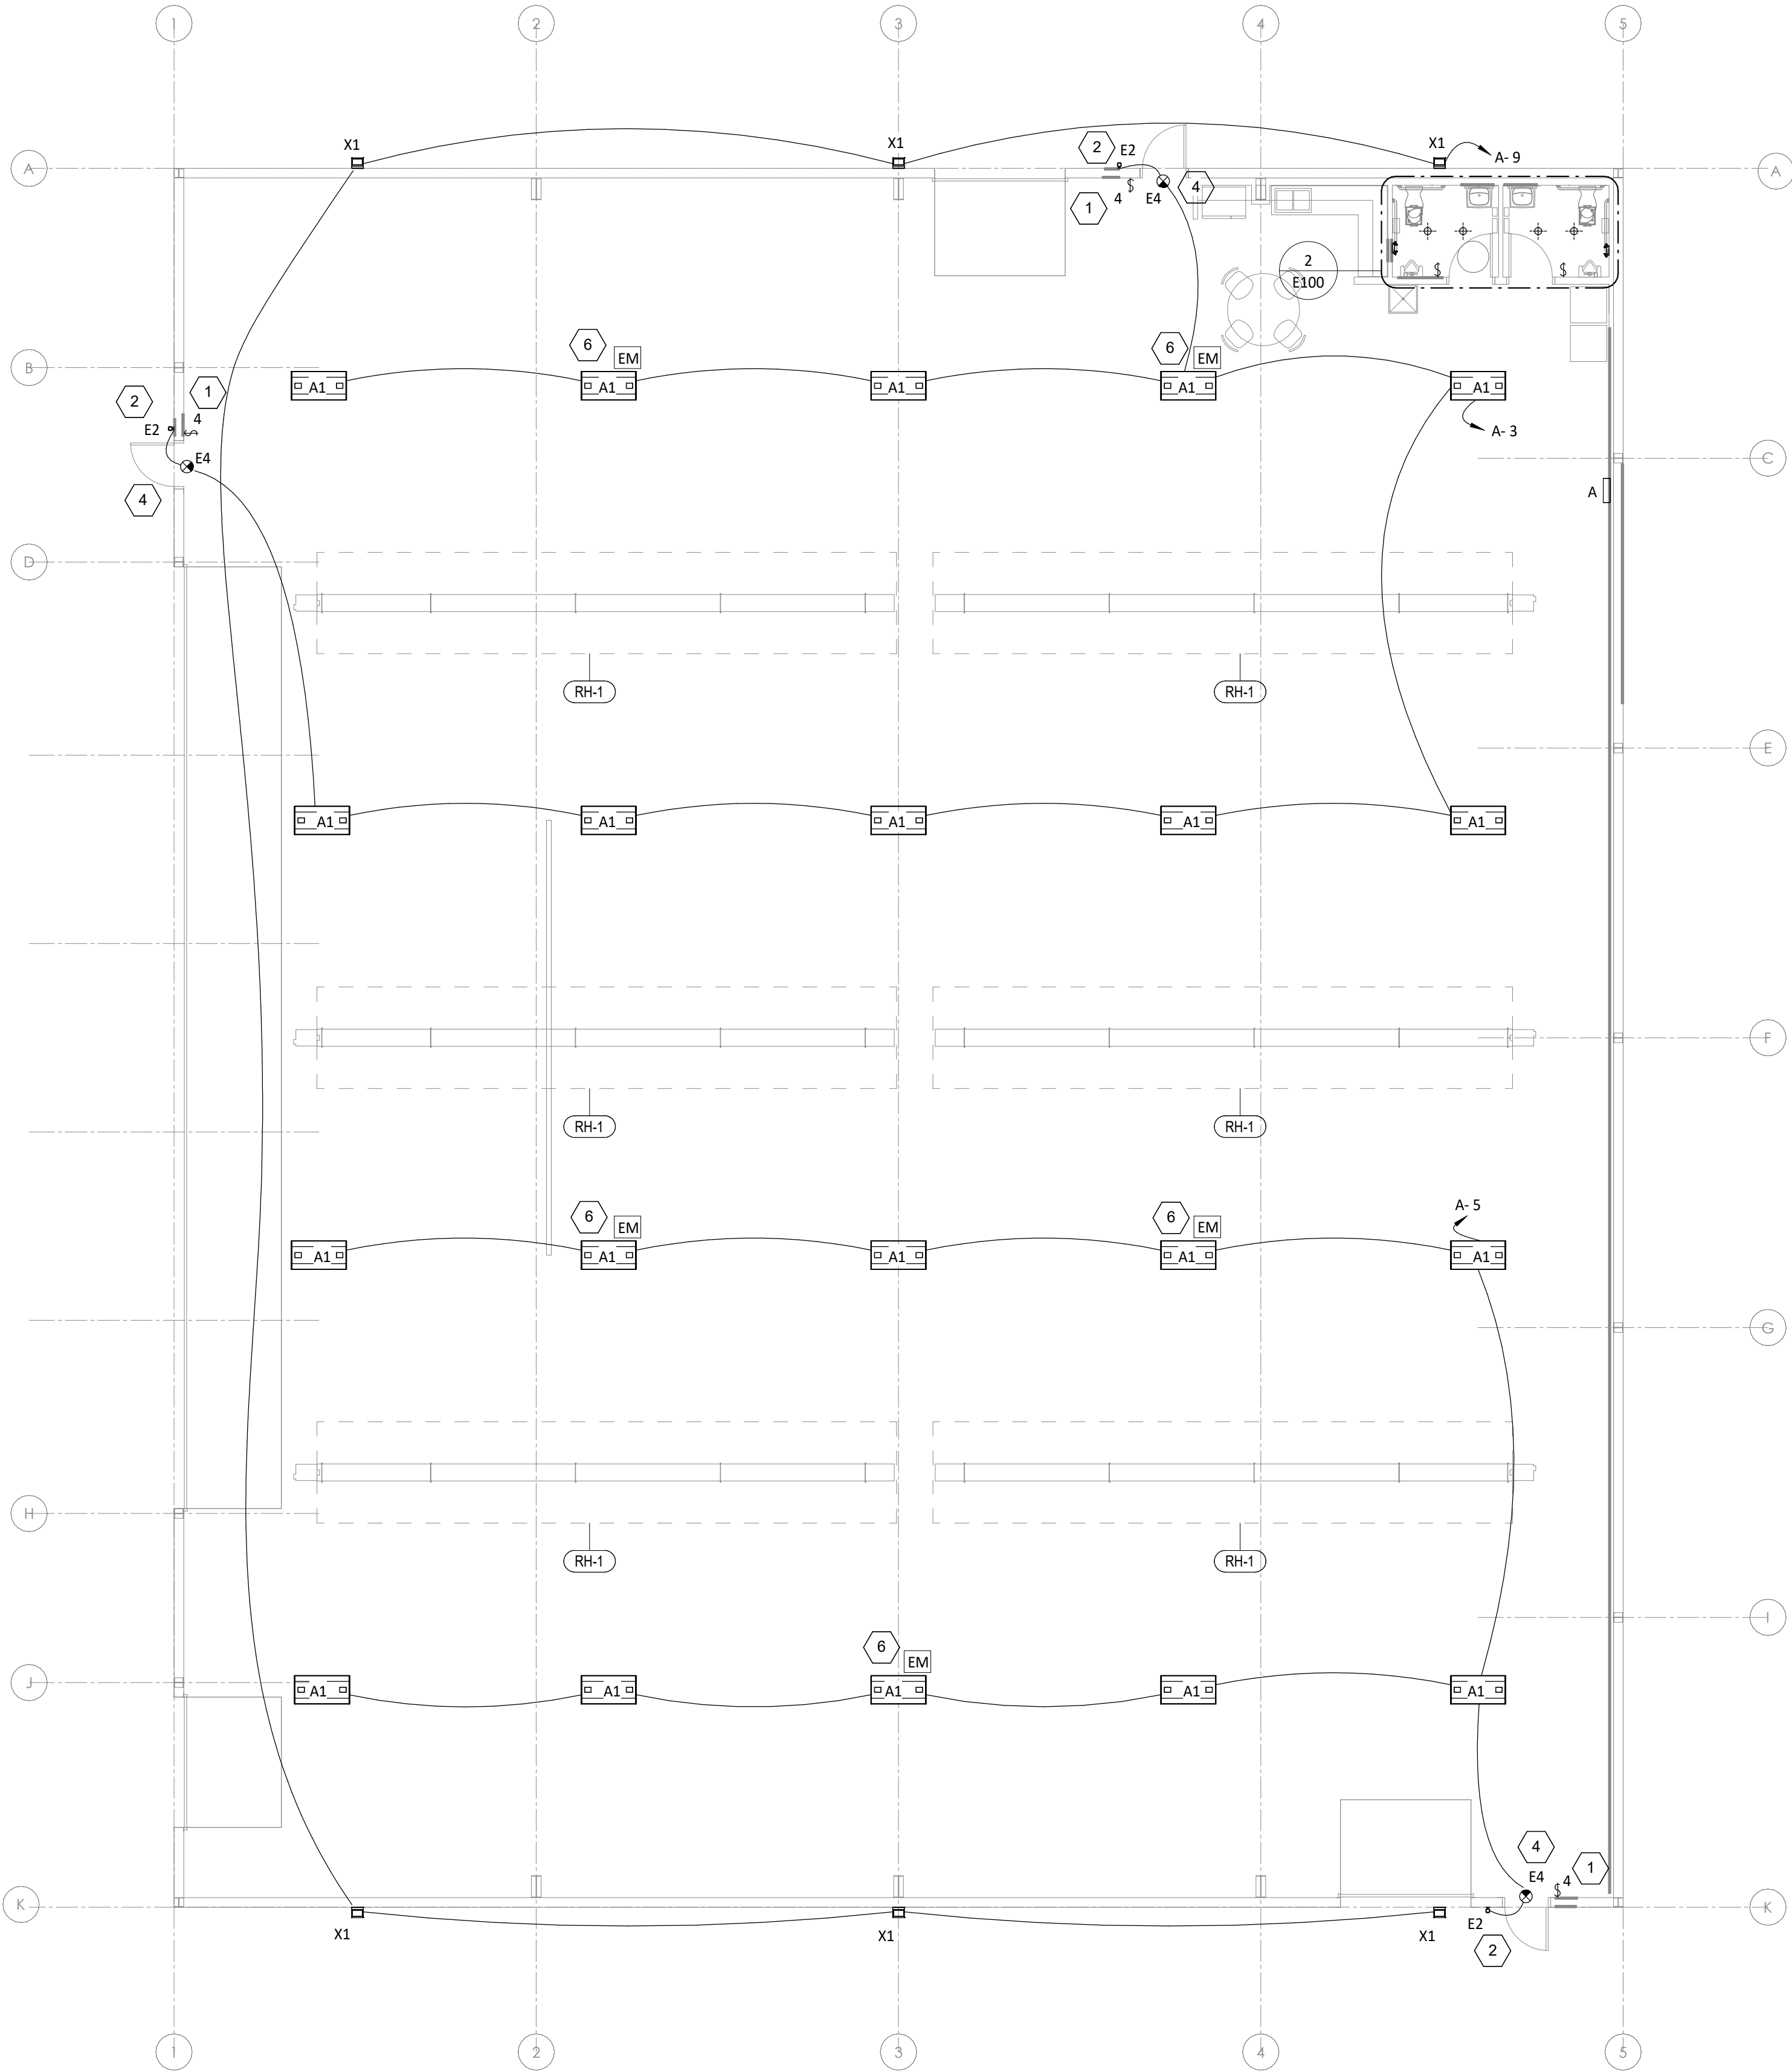 1 2 3 4 5
X1 X1 2 E2 X1 A- 9
A A
1 4 E4 4
2
E100
6 EM 6 EM
B
A1 A1 A1 A1 A1
2 1
4
E2 A- 3
E4 C
4 A
D
RH-1 RH-1
E
A1 A1 A1 A1 A1
F
RH-1 RH-1
A- 5
6 EM 6 EM
A1 A1 A1 A1 A1
G
H
RH-1 RH-1
I
6 EM
J
A1 A1 A1 A1 A1
4 1
E4 4
K K
X1 X1 X1 E2
2
1 2 3 4 5